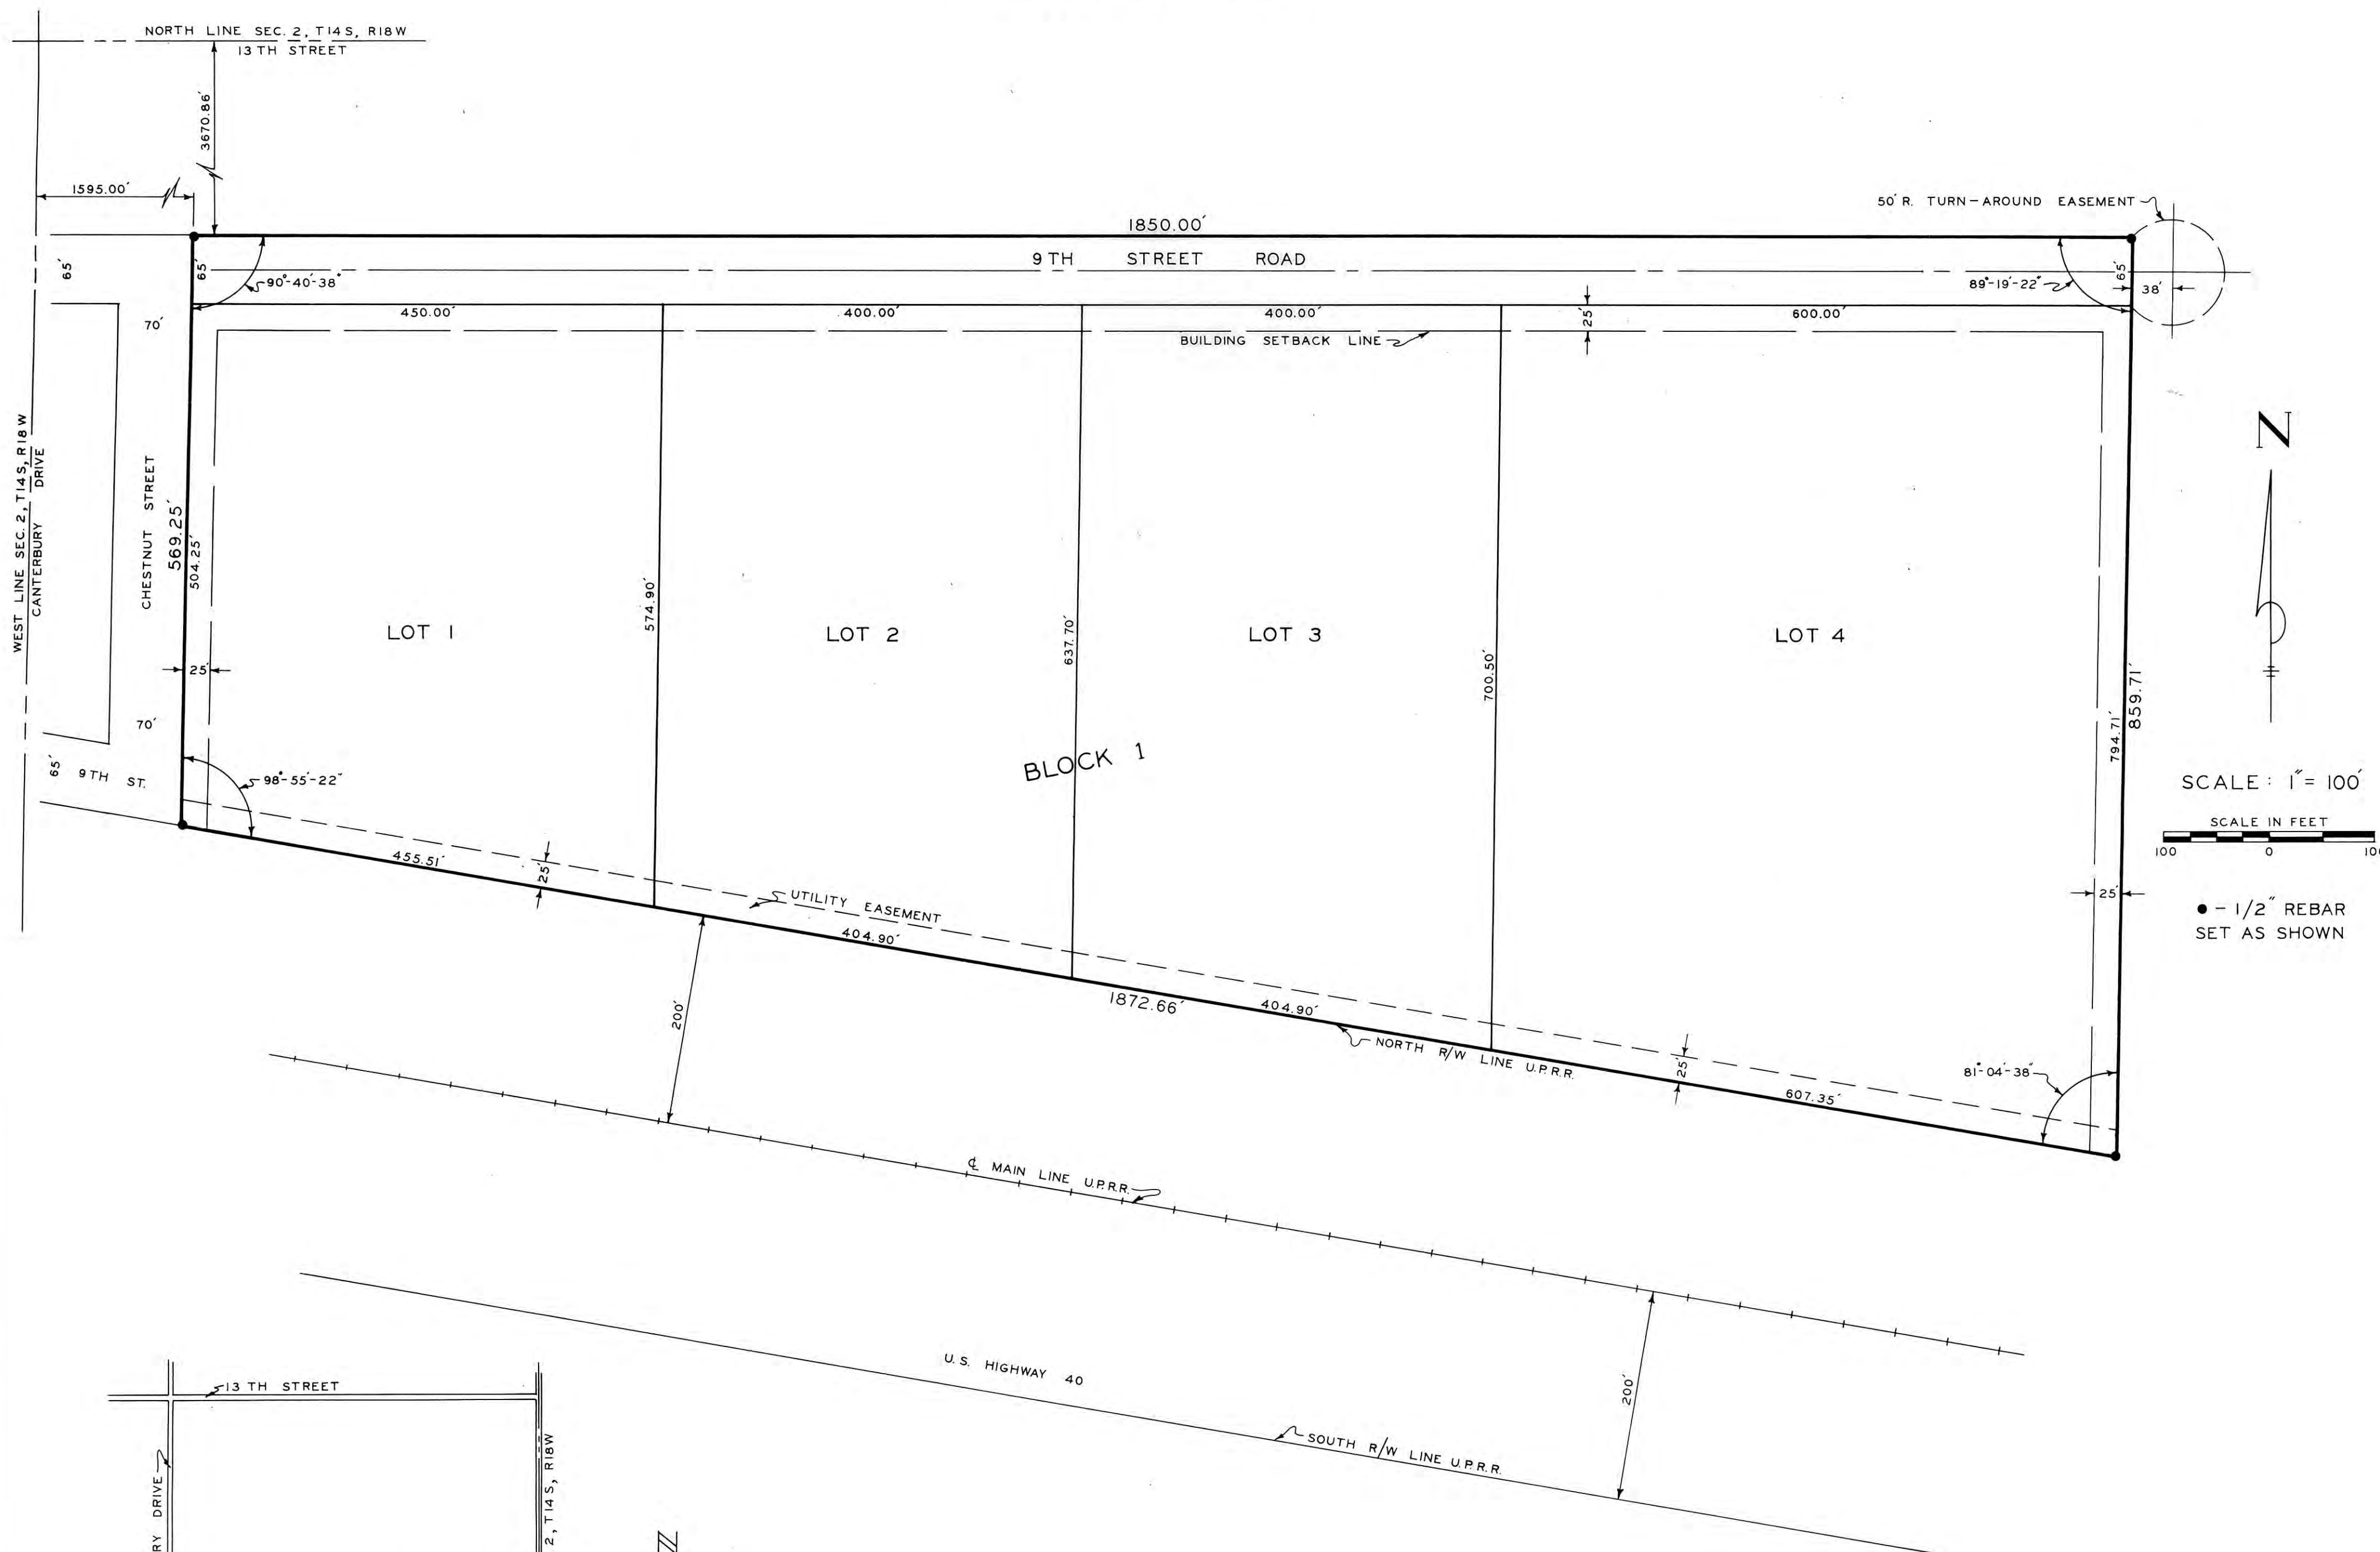 NORTH LINE SEC. 2, T14S, R18W
13TH STREET
3670.86'
1595.00'
50' R. TURN-AROUND EASEMENT
1850.00'
9TH STREET ROAD
65'
65'
65'
38'
90°-40'-38"
89°-19'-22"
70'
450.00'
400.00'
400.00'
25'
600.00'
BUILDING SETBACK LINE
N
WEST LINE SEC. 2, T14S, R18W
CANTERBURY DRIVE
CHESTNUT STREET
569.25'
504.25'
574.90'
637.70'
700.50'
859.71'
794.71'
LOT 1
LOT 2
LOT 3
LOT 4
25'
70'
BLOCK 1
65' 9TH ST.
98°-55'-22"
SCALE: 1"= 100'
SCALE IN FEET
100 0 10
455.51'
25'
UTILITY EASEMENT
404.90'
25'
● - 1/2" REBAR
SET AS SHOWN
200'
1872.66'
404.90'
NORTH R/W LINE U.P.R.R.
25'
81°-04'-38"
607.35'
℄ MAIN LINE U.P.R.R.
U.S. HIGHWAY 40
200'
SOUTH R/W LINE U.P.R.R.
13TH STREET
RY DRIVE
2, T14S, R18W